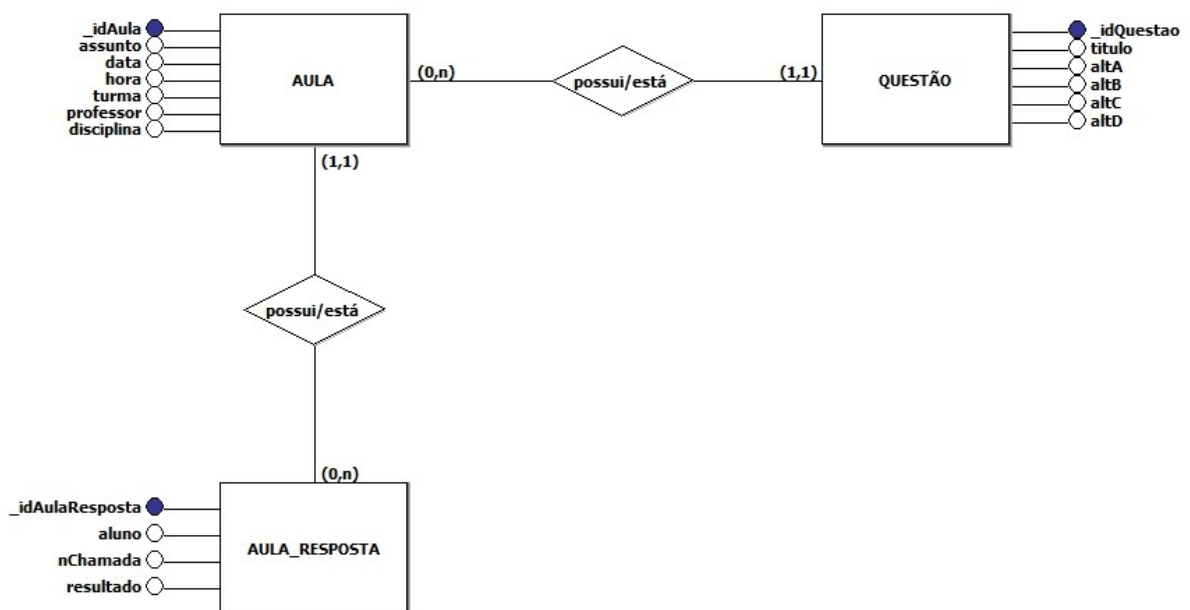 _idAula
assunto
data
hora
turma
professor
disciplina
AULA
(0,n)
possui/está
(1,1)
QUESTÃO
_idQuestao
titulo
altA
altB
altC
altD
(1,1)
possui/está
(0,n)
_idAulaResposta
aluno
nChamada
resultado
AULA_RESPOSTA